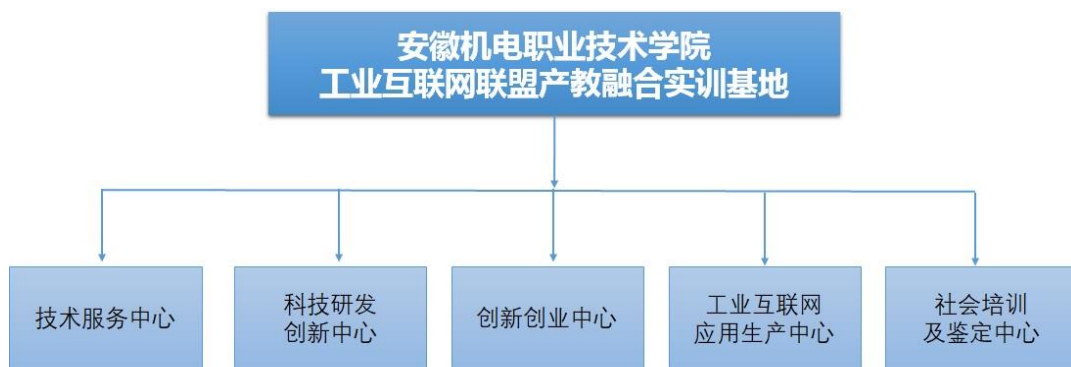 安徽机电职业技术学院
工业互联网联盟产教融合实训基地
技术服务中心
科技研发
创新中心
创新创业中心
工业互联网
应用生产中心
社会培训
及鉴定中心